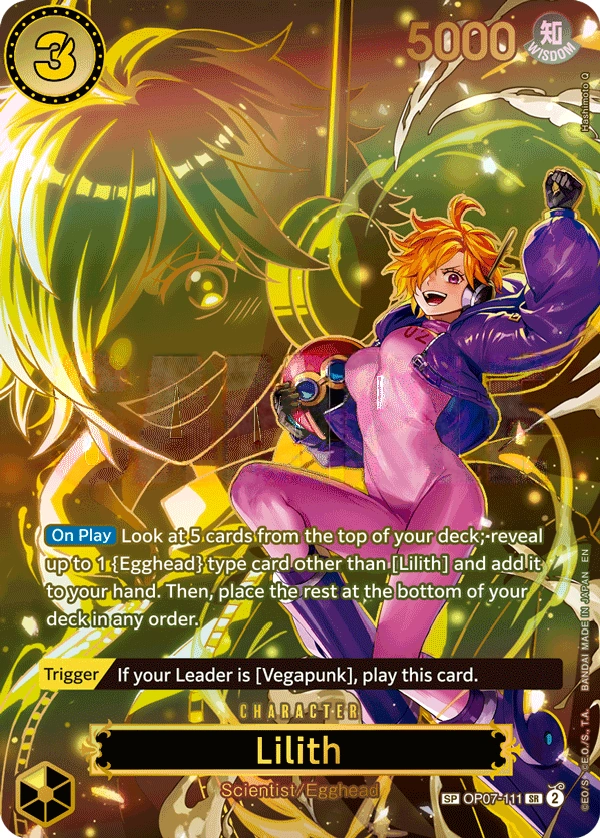 3
5000
知
WISDOM
Hashimoto Q
02
On Play Look at 5 cards from the top of your deck; reveal
up to 1 {Egghead} type card other than [Lilith] and add it
to your hand. Then, place the rest at the bottom of your
deck in any order.
Trigger If your Leader is [Vegapunk], play this card.
CHARACTER
Lilith
Scientist/Egghead
SP OP07-111 SR 2
©E.O./S., T.A. BANDAI MADE IN JAPAN EN